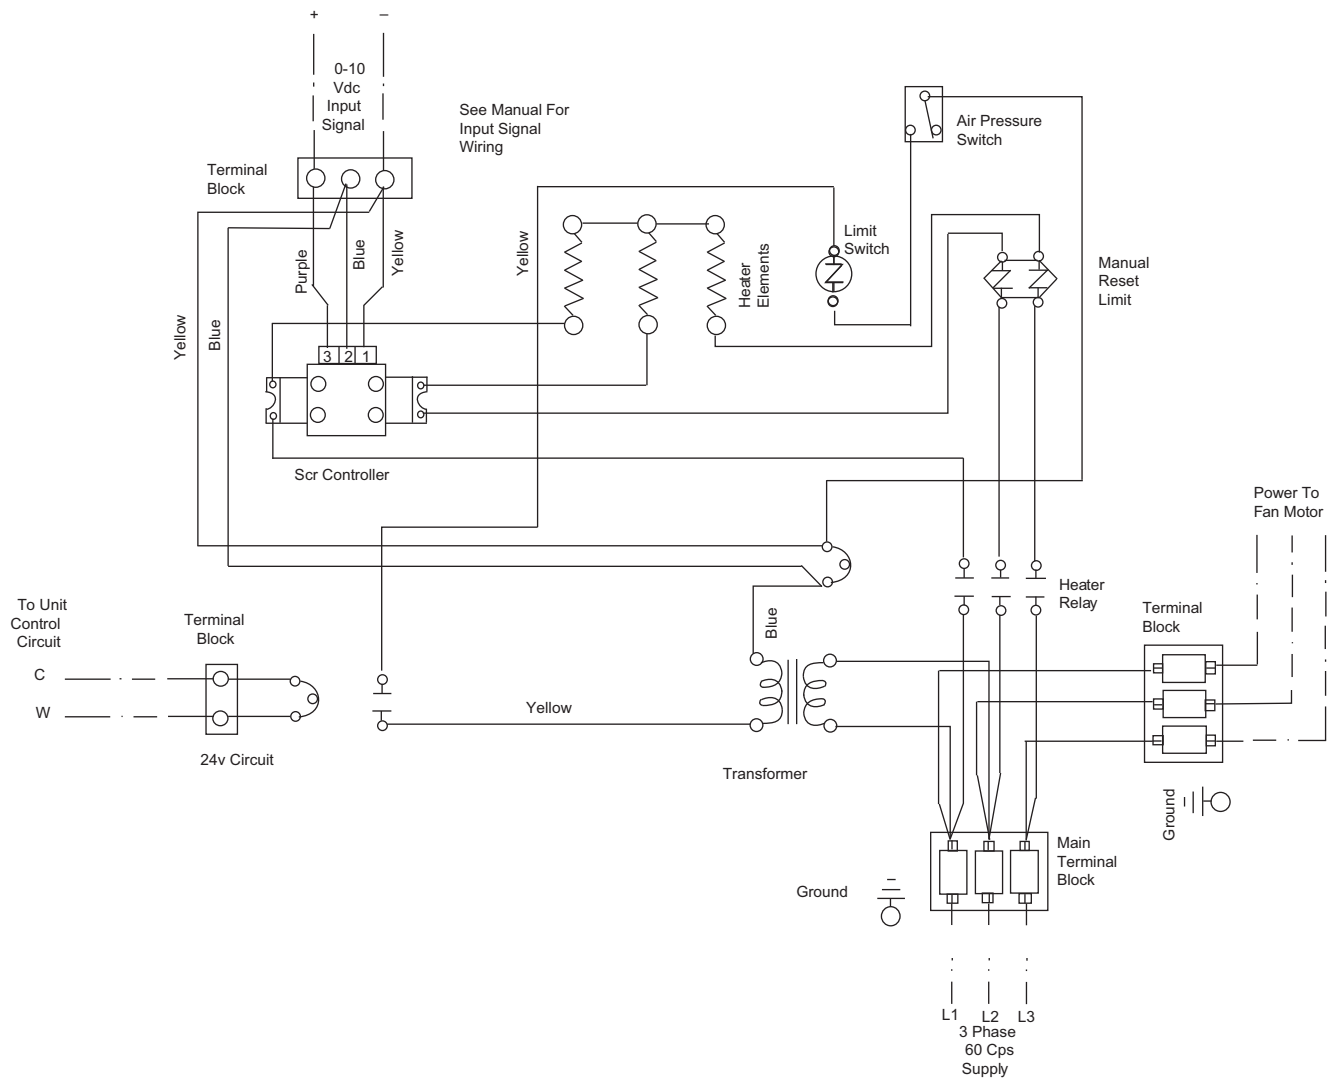 +
–
0-10
Vdc
Input
Signal
See Manual For
Input Signal
Wiring
Air Pressure
Switch
Terminal
Block
Purple
Blue
Yellow
Yellow
Heater
Elements
Limit
Switch
Manual
Reset
Limit
Yellow
Blue
3 2 1
Scr Controller
Power To
Fan Motor
Heater
Relay
To Unit
Control
Circuit
Terminal
Block
Terminal
Block
Blue
C
W
Yellow
24v Circuit
Transformer
Ground
Main
Terminal
Block
Ground
L1 L2 L3
3 Phase
60 Cps
Supply